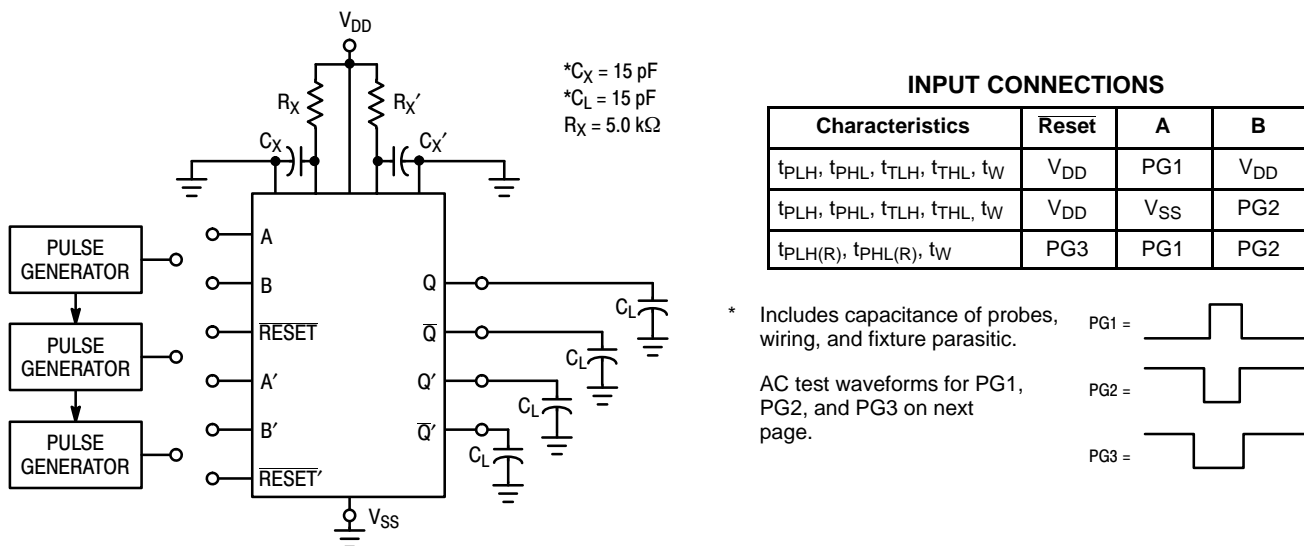 V_DD
*C_X = 15 pF
*C_L = 15 pF
R_X = 5.0 kΩ
R_X
R_X′
C_X
C_X′
PULSE
GENERATOR
PULSE
GENERATOR
PULSE
GENERATOR
A
B
R̅E̅S̅E̅T̅
A′
B′
R̅E̅S̅E̅T̅′
Q
Q̅
Q′
Q̅′
C_L
C_L
C_L
C_L
V_SS
INPUT CONNECTIONS
Characteristics R̅e̅s̅e̅t̅ A B
t_PLH, t_PHL, t_TLH, t_THL, t_W V_DD PG1 V_DD
t_PLH, t_PHL, t_TLH, t_THL, t_W V_DD V_SS PG2
t_PLH(R), t_PHL(R), t_W PG3 PG1 PG2
* Includes capacitance of probes,
wiring, and fixture parasitic.
AC test waveforms for PG1,
PG2, and PG3 on next
page.
PG1 =
PG2 =
PG3 =